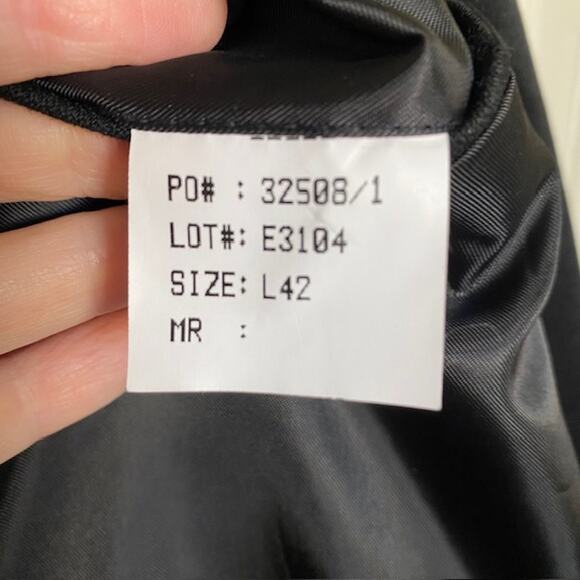 PO# : 32508/1
LOT#: E3104
SIZE: L42
MR :